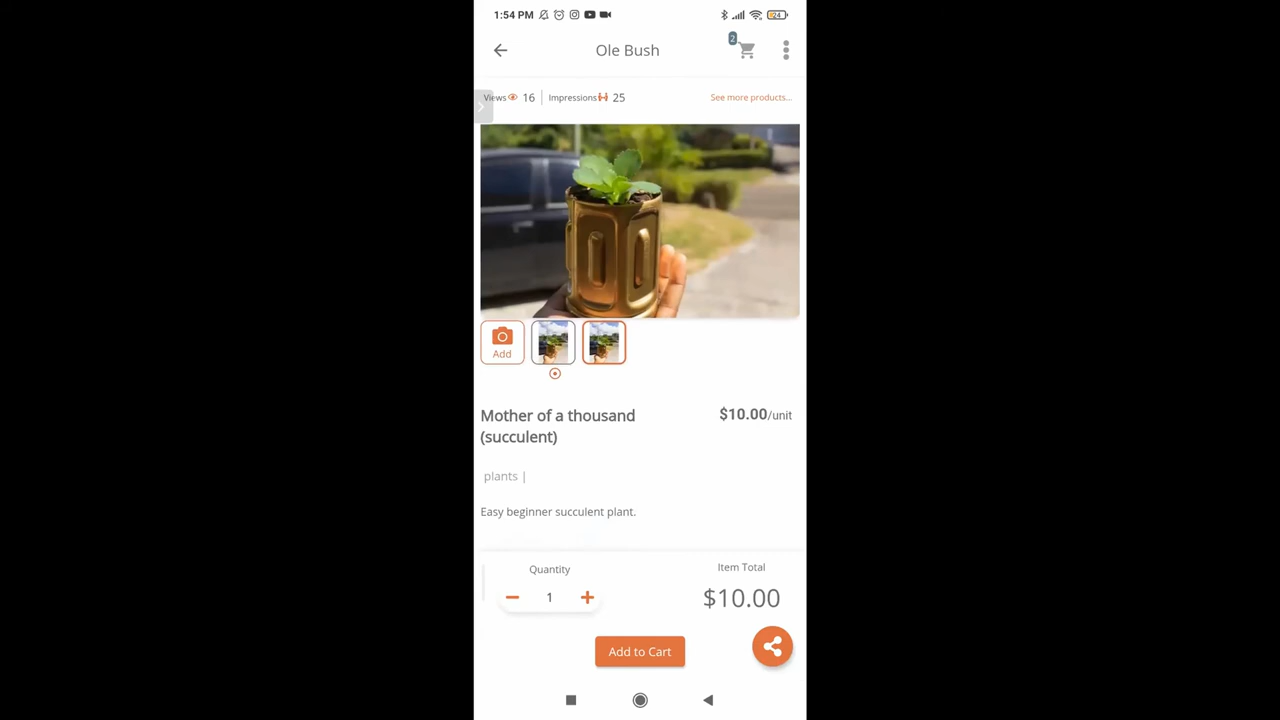 1:54 PM 24
Ole Bush
2
Views 16 | Impressions 25
See more products...
Add
Mother of a thousand
(succulent)
$10.00/unit
plants |
Easy beginner succulent plant.
Quantity
Item Total
1
$10.00
Add to Cart